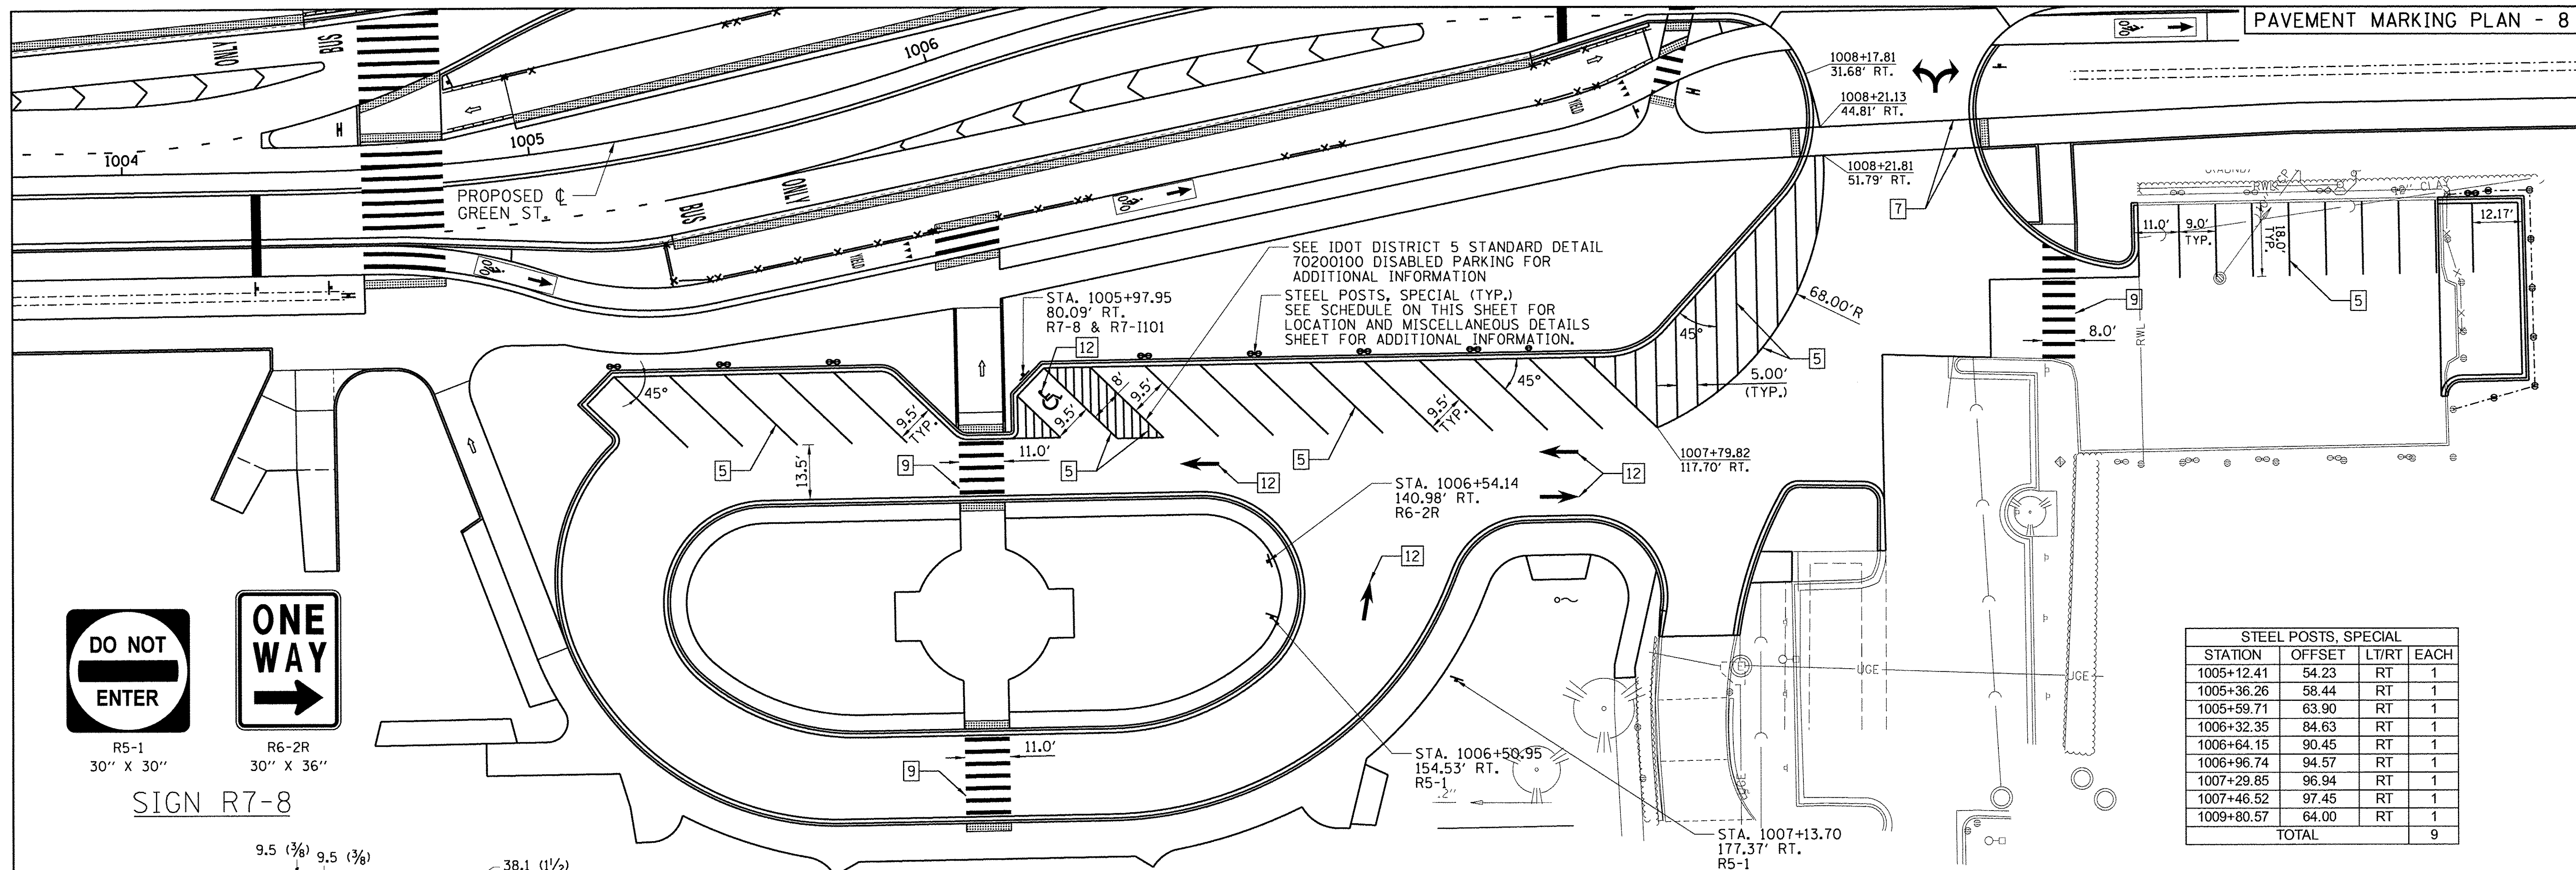 PAVEMENT MARKING PLAN - 8
BUS
ONLY
1004
1005
1006
PROPOSED ℄
GREEN ST.
ONLY
BUS
YIELD
YIELD
1008+17.81
31.68' RT.
1008+21.13
44.81' RT.
1008+21.81
51.79' RT.
7
SEE IDOT DISTRICT 5 STANDARD DETAIL
70200100 DISABLED PARKING FOR
ADDITIONAL INFORMATION
STEEL POSTS, SPECIAL (TYP.)
SEE SCHEDULE ON THIS SHEET FOR
LOCATION AND MISCELLANEOUS DETAILS
SHEET FOR ADDITIONAL INFORMATION.
STA. 1005+97.95
80.09' RT.
R7-8 & R7-I101
12
68.00'R
45°
5
5.00'
(TYP.)
11.0'
9.0'
TYP.
18.0'
TYP.
12.17'
5
9
8.0'
RWL
RWL
CLAY
45°
9.5'
TYP.
5
13.5'
9
11.0'
8'
9.5'
9.5'
5
12
5
9.5'
TYP.
45°
12
1007+79.82
117.70' RT.
STA. 1006+54.14
140.98' RT.
R6-2R
12
DO NOT
ENTER
R5-1
30" X 30"
ONE
WAY
R6-2R
30" X 36"
SIGN R7-8
9.5 (3/8)
9.5 (3/8)
38.1 (1 1/2)
9
11.0'
STA. 1006+50.95
154.53' RT.
R5-1
.2"
STA. 1007+13.70
177.37' RT.
R5-1
E
UGE
UGE
UGE
STEEL POSTS, SPECIAL
STATION OFFSET LT/RT EACH
1005+12.41 54.23 RT 1
1005+36.26 58.44 RT 1
1005+59.71 63.90 RT 1
1006+32.35 84.63 RT 1
1006+64.15 90.45 RT 1
1006+96.74 94.57 RT 1
1007+29.85 96.94 RT 1
1007+46.52 97.45 RT 1
1009+80.57 64.00 RT 1
TOTAL 9